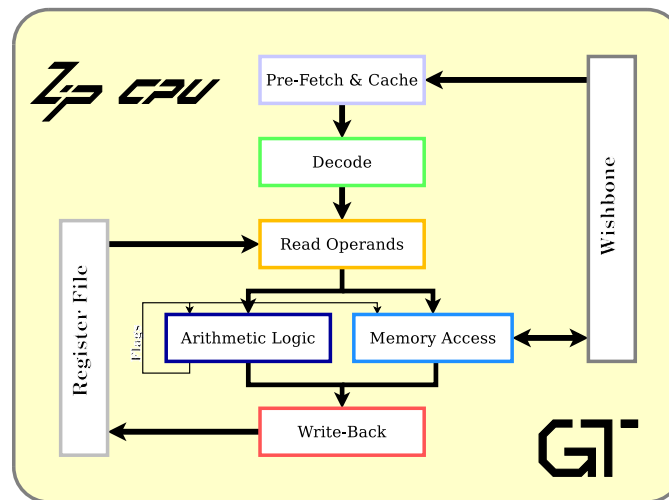 Zip CPU
Pre-Fetch & Cache
Decode
Read Operands
Register File
Wishbone
Flags
Arithmetic Logic
Memory Access
Write-Back
GT